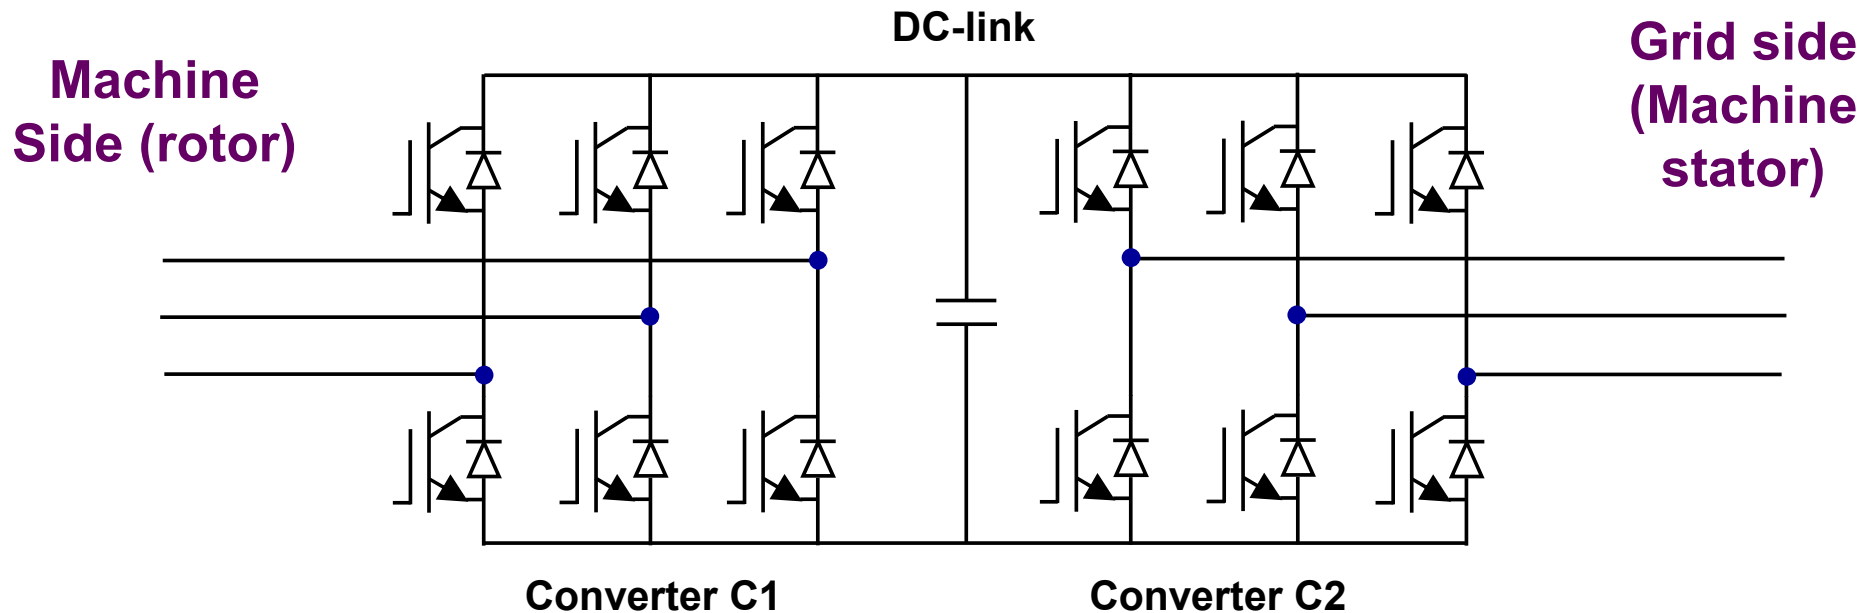 DC-link
Machine
Side (rotor)
Grid side
(Machine
stator)
Converter C1
Converter C2